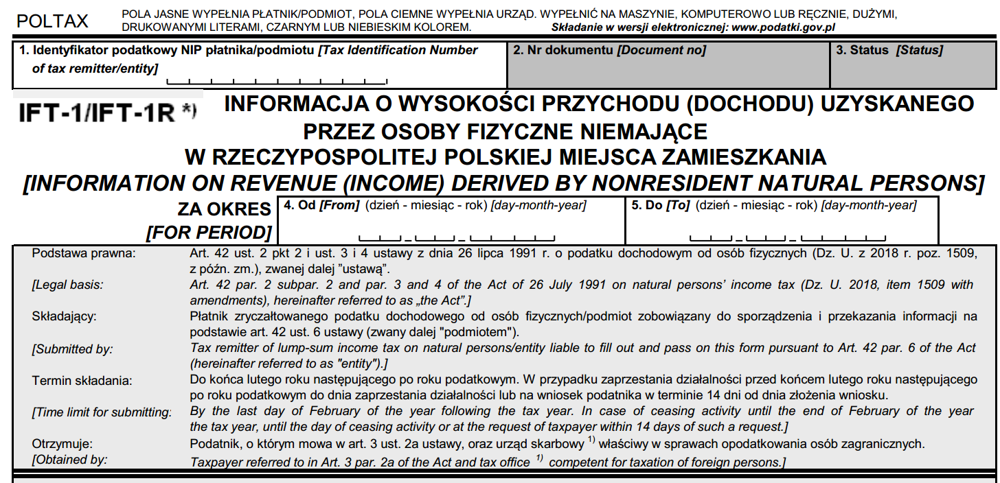 POLTAX
POLA JASNE WYPEŁNIA PŁATNIK/PODMIOT, POLA CIEMNE WYPEŁNIA URZĄD. WYPEŁNIĆ NA MASZYNIE, KOMPUTEROWO LUB RĘCZNIE, DUŻYMI,
DRUKOWANYMI LITERAMI, CZARNYM LUB NIEBIESKIM KOLOREM. Składanie w wersji elektronicznej: www.podatki.gov.pl
1. Identyfikator podatkowy NIP płatnika/podmiotu [Tax Identification Number
of tax remitter/entity]
2. Nr dokumentu [Document no]
3. Status [Status]
IFT-1/IFT-1R *)
INFORMACJA O WYSOKOŚCI PRZYCHODU (DOCHODU) UZYSKANEGO
PRZEZ OSOBY FIZYCZNE NIEMAJĄCE
W RZECZYPOSPOLITEJ POLSKIEJ MIEJSCA ZAMIESZKANIA
[INFORMATION ON REVENUE (INCOME) DERIVED BY NONRESIDENT NATURAL PERSONS]
ZA OKRES
[FOR PERIOD]
4. Od [From] (dzień - miesiąc - rok) [day-month-year]
5. Do [To] (dzień - miesiąc - rok) [day-month-year]
Podstawa prawna: Art. 42 ust. 2 pkt 2 i ust. 3 i 4 ustawy z dnia 26 lipca 1991 r. o podatku dochodowym od osób fizycznych (Dz. U. z 2018 r. poz. 1509,
z późn. zm.), zwanej dalej ”ustawą”.
[Legal basis: Art. 42 par. 2 subpar. 2 and par. 3 and 4 of the Act of 26 July 1991 on natural persons’ income tax (Dz. U. 2018, item 1509 with
amendments), hereinafter referred to as „the Act”.]
Składający: Płatnik zryczałtowanego podatku dochodowego od osób fizycznych/podmiot zobowiązany do sporządzenia i przekazania informacji na
podstawie art. 42 ust. 6 ustawy (zwany dalej "podmiotem").
[Submitted by: Tax remitter of lump-sum income tax on natural persons/entity liable to fill out and pass on this form pursuant to Art. 42 par. 6 of the Act
(hereinafter referred to as "entity").]
Termin składania: Do końca lutego roku następującego po roku podatkowym. W przypadku zaprzestania działalności przed końcem lutego roku następującego
po roku podatkowym do dnia zaprzestania działalności lub na wniosek podatnika w terminie 14 dni od dnia złożenia wniosku.
[Time limit for submitting: By the last day of February of the year following the tax year. In case of ceasing activity until the end of February of the year
the tax year, until the day of ceasing activity or at the request of taxpayer within 14 days of such a request.]
Otrzymuje: Podatnik, o którym mowa w art. 3 ust. 2a ustawy, oraz urząd skarbowy 1) właściwy w sprawach opodatkowania osób zagranicznych.
[Obtained by: Taxpayer referred to in Art. 3 par. 2a of the Act and tax office 1) competent for taxation of foreign persons.]